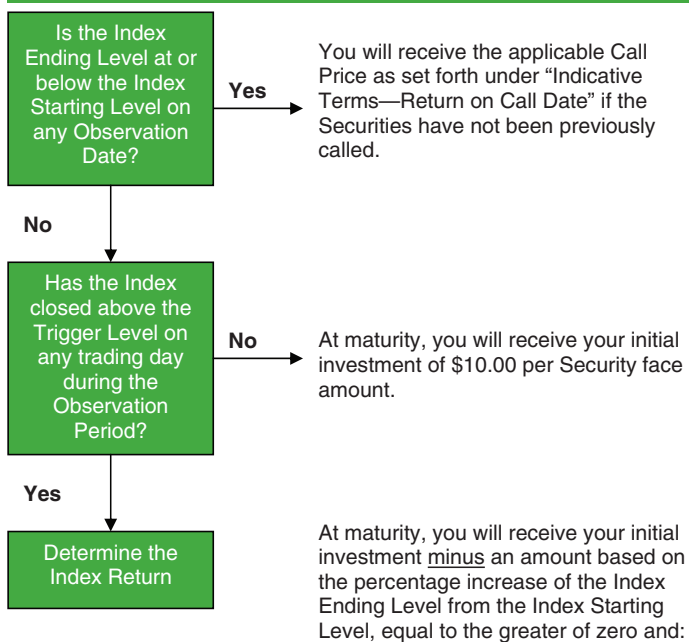 Is the Index
Ending Level at or
below the Index
Starting Level on
any Observation
Date?
Yes
You will receive the applicable Call
Price as set forth under “Indicative
Terms—Return on Call Date” if the
Securities have not been previously
called.
No
Has the Index
closed above the
Trigger Level on
any trading day
during the
Observation
Period?
No
At maturity, you will receive your initial
investment of $10.00 per Security face
amount.
Yes
Determine the
Index Return
At maturity, you will receive your initial
investment minus an amount based on
the percentage increase of the Index
Ending Level from the Index Starting
Level, equal to the greater of zero and: